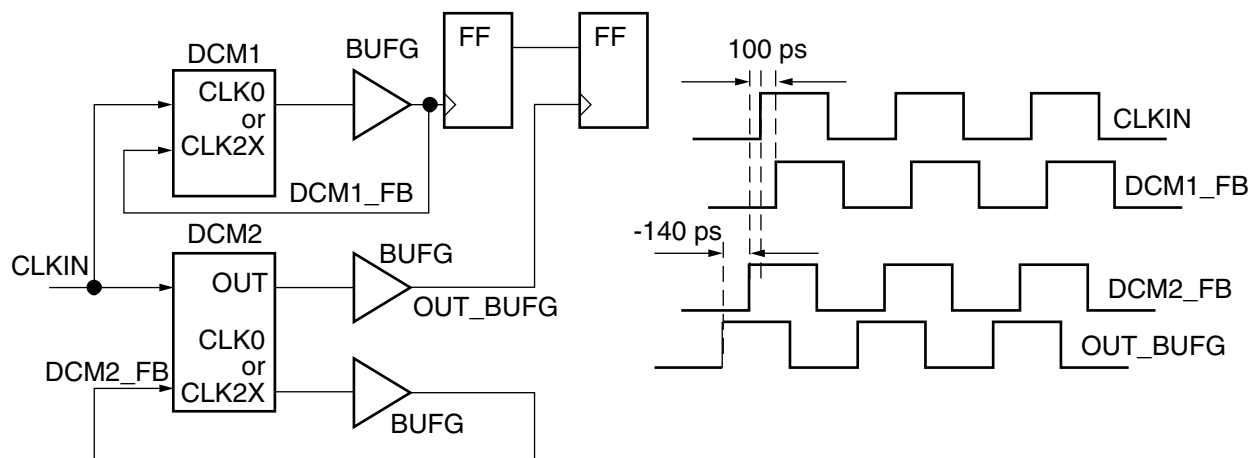 DCM1
BUFG
FF
FF
CLK0
or
CLK2X
DCM1_FB
DCM2
CLKIN
OUT
BUFG
OUT_BUFG
CLK0
or
CLK2X
DCM2_FB
BUFG
100 ps
CLKIN
DCM1_FB
-140 ps
DCM2_FB
OUT_BUFG